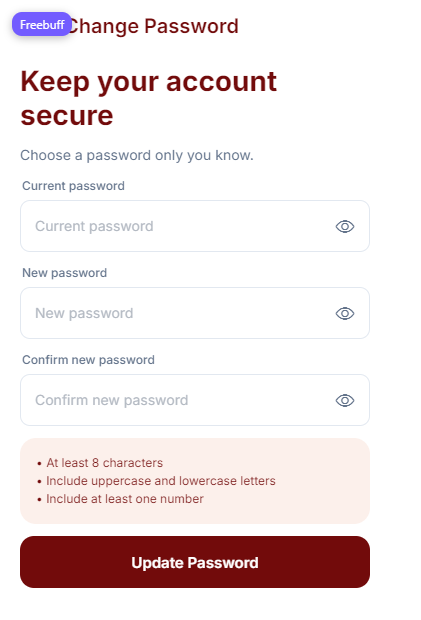 Freebuff
Change Password
Keep your account
secure
Choose a password only you know.
Current password
Current password
New password
New password
Confirm new password
Confirm new password
• At least 8 characters
• Include uppercase and lowercase letters
• Include at least one number
Update Password